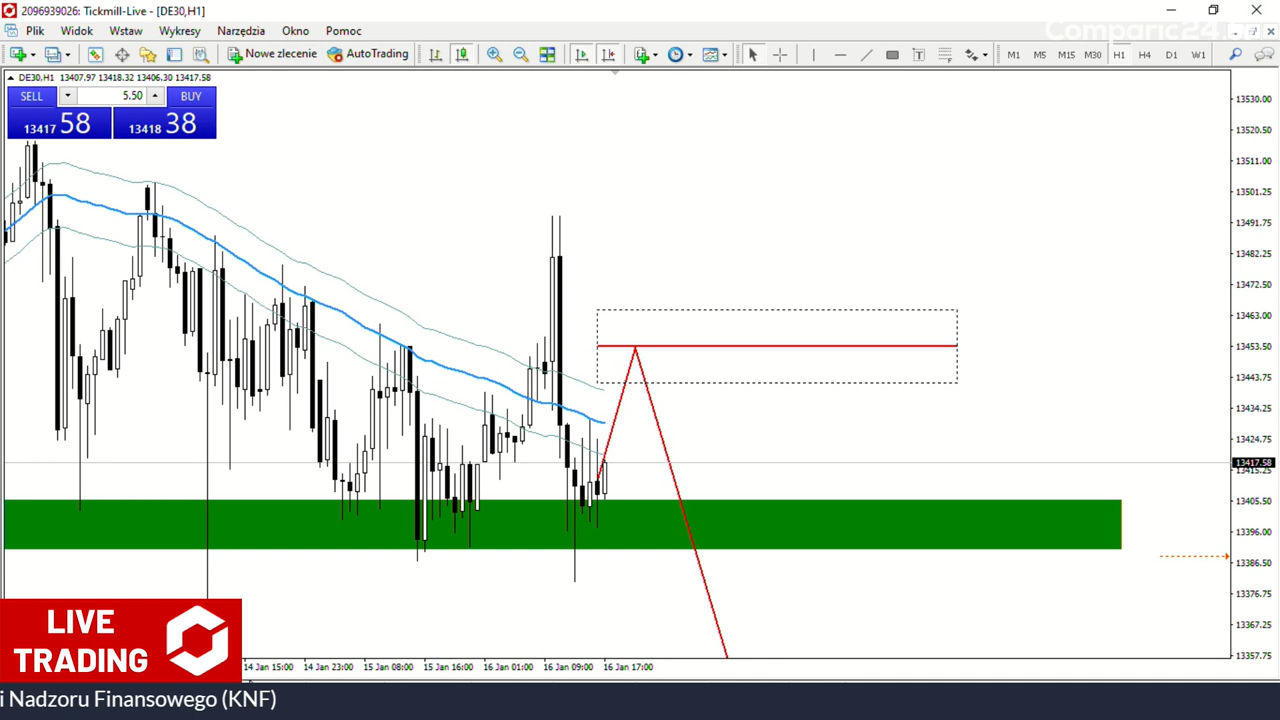 2096939026: Tickmill-Live - [DE30,H1]
Comparic24.
Plik Widok Wstaw Wykresy Narzędzia Okno Pomoc
Nowe zlecenie AutoTrading M1 M5 M15 M30 H1 H4 D1 W1
DE30,H1 13407.97 13418.32 13406.30 13417.58
SELL 5.50 BUY
13417 58 13418 38
13530.00
13520.50
13511.00
13501.25
13491.75
13482.25
13472.50
13463.00
13453.50
13443.75
13434.25
13424.75
13417.58
13415.25
13405.50
13396.00
13386.50
13376.75
13367.25
13357.75
14 Jan 15:00 14 Jan 23:00 15 Jan 08:00 15 Jan 16:00 16 Jan 01:00 16 Jan 09:00 16 Jan 17:00
LIVE
TRADING
i Nadzoru Finansowego (KNF)